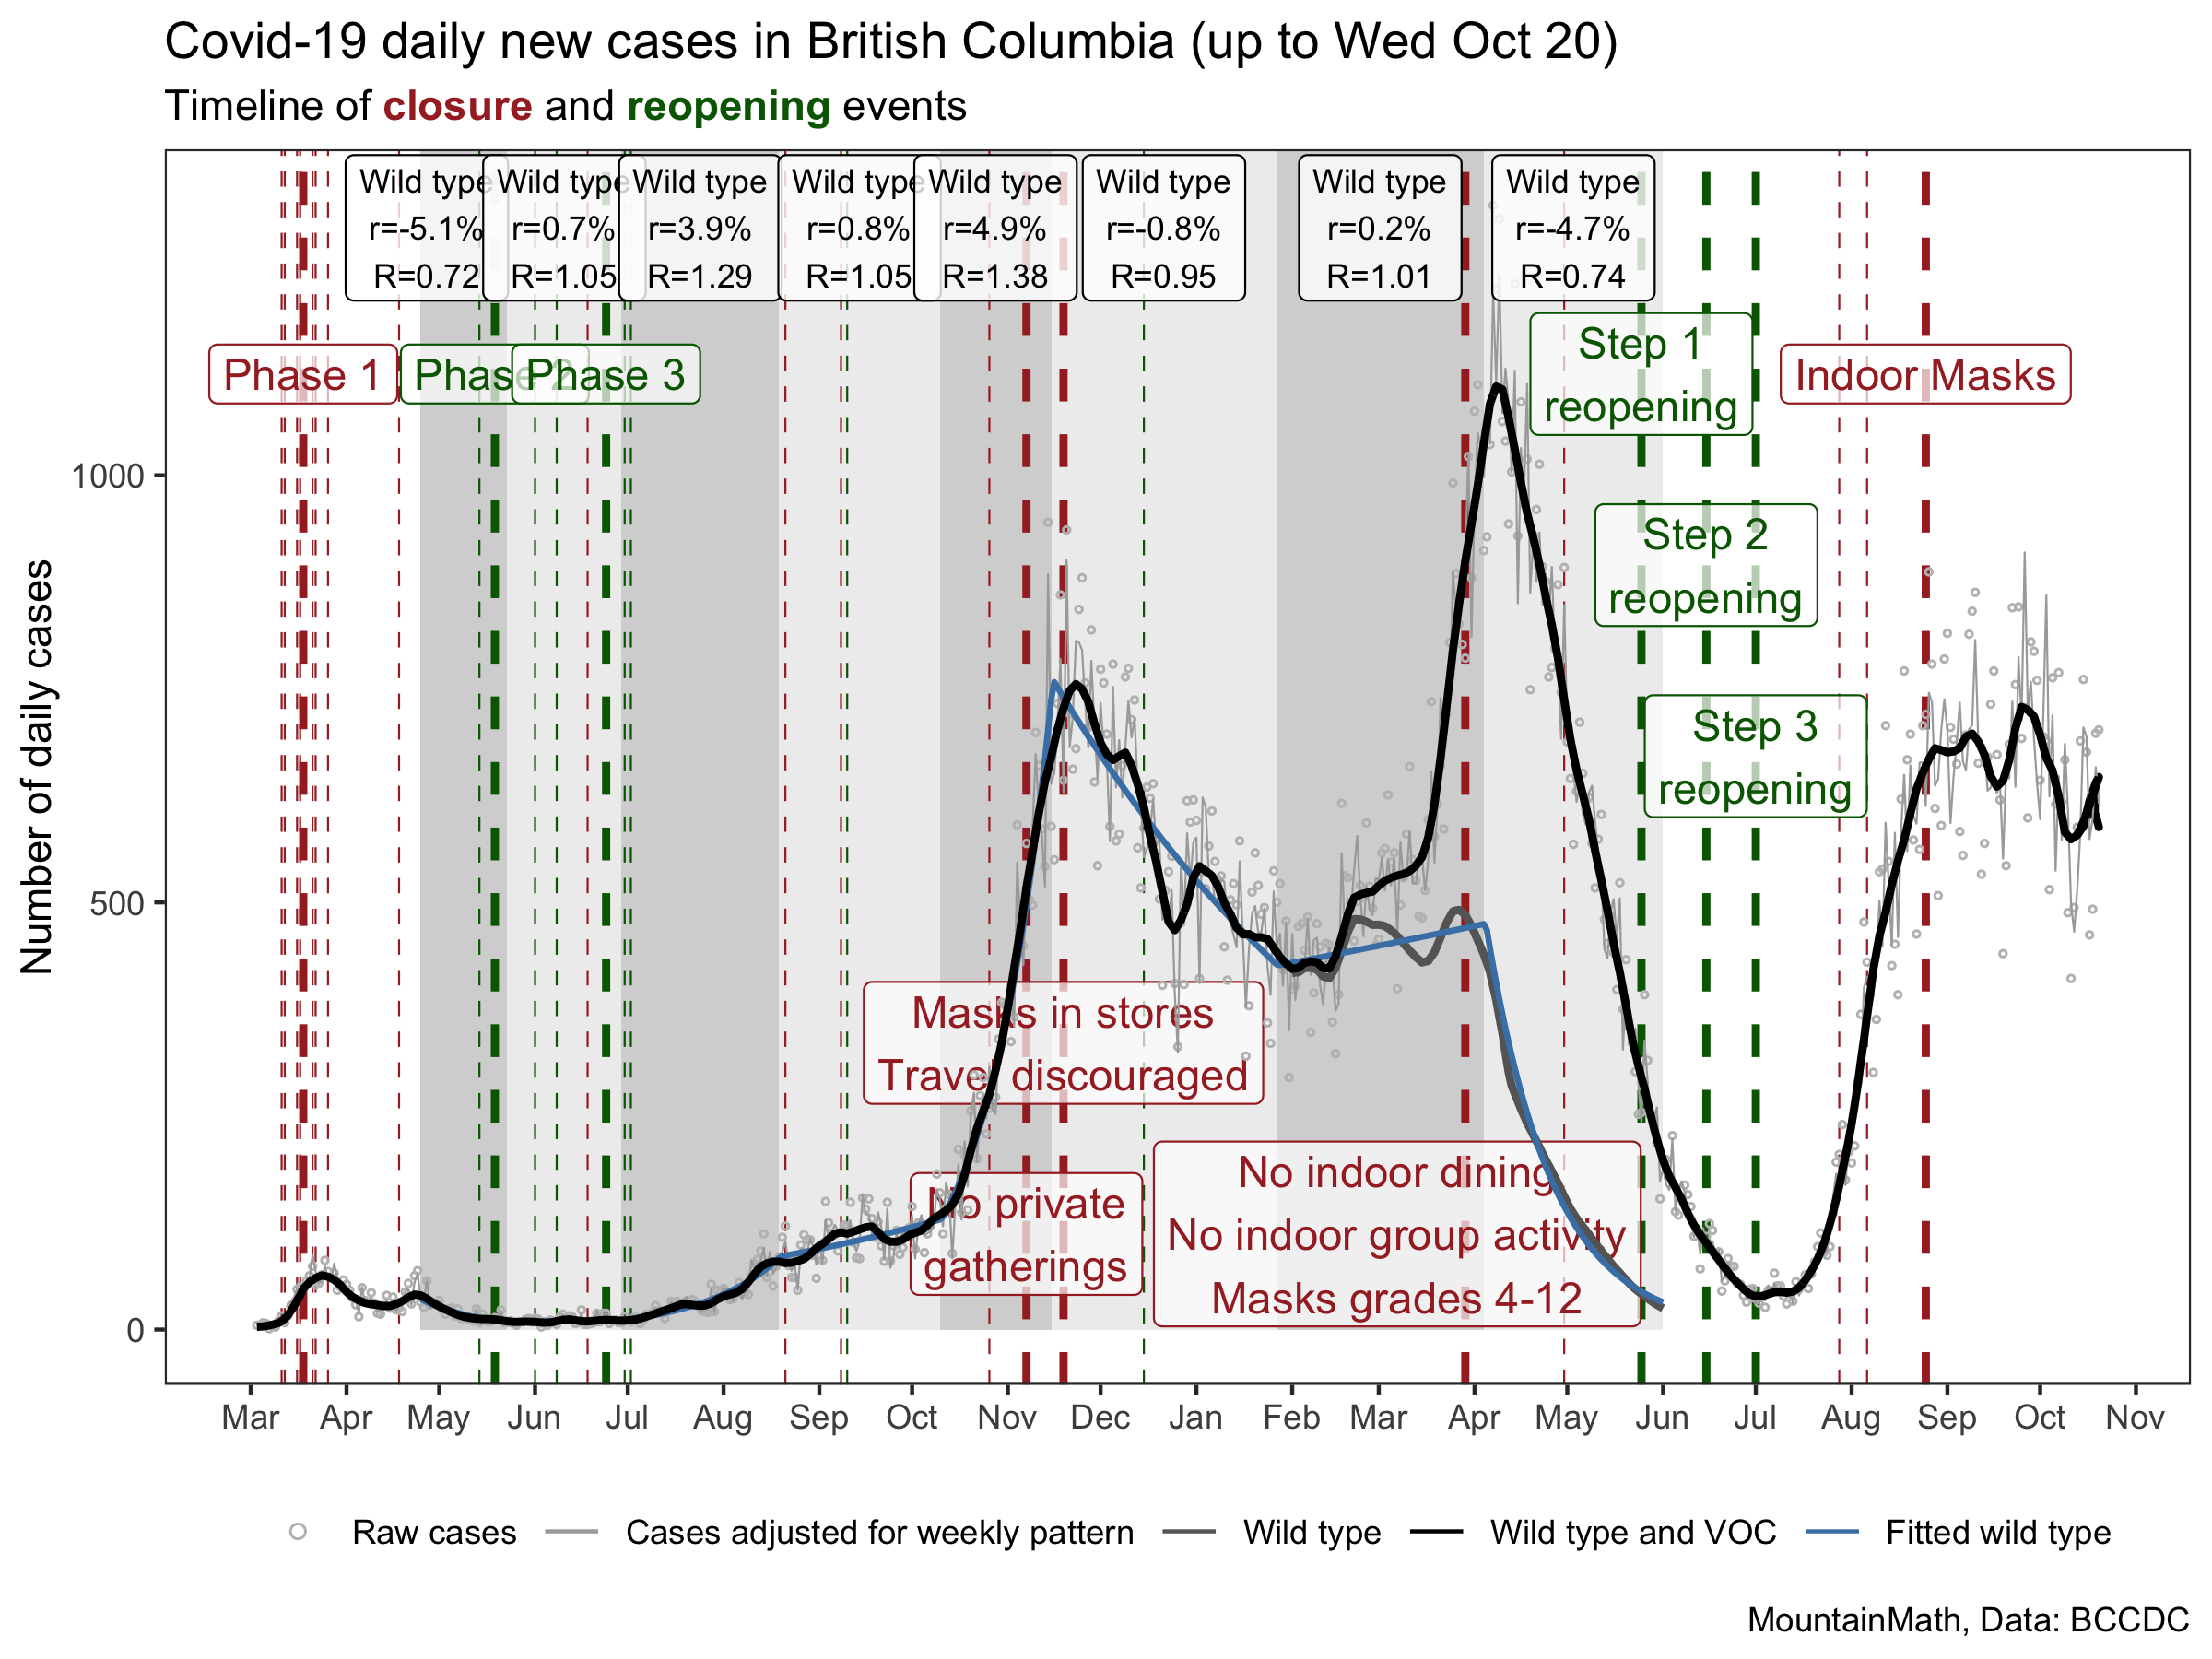 Covid-19 daily new cases in British Columbia (up to Wed Oct 20)
Timeline of closure and reopening events
Wild type
r=-5.1%
R=0.72
Wild type
r=0.7%
R=1.05
Wild type
r=3.9%
R=1.29
Wild type
r=0.8%
R=1.05
Wild type
r=4.9%
R=1.38
Wild type
r=-0.8%
R=0.95
Wild type
r=0.2%
R=1.01
Wild type
r=-4.7%
R=0.74
Phase 1
Phase 2
Phase 3
Step 1
reopening
Indoor Masks
Step 2
reopening
Step 3
reopening
Masks in stores
Travel discouraged
No private
gatherings
No indoor dining
No indoor group activity
Masks grades 4-12
Number of daily cases
1000
500
0
Mar Apr May Jun Jul Aug Sep Oct Nov Dec Jan Feb Mar Apr May Jun Jul Aug Sep Oct Nov
Raw cases Cases adjusted for weekly pattern Wild type Wild type and VOC Fitted wild type
MountainMath, Data: BCCDC